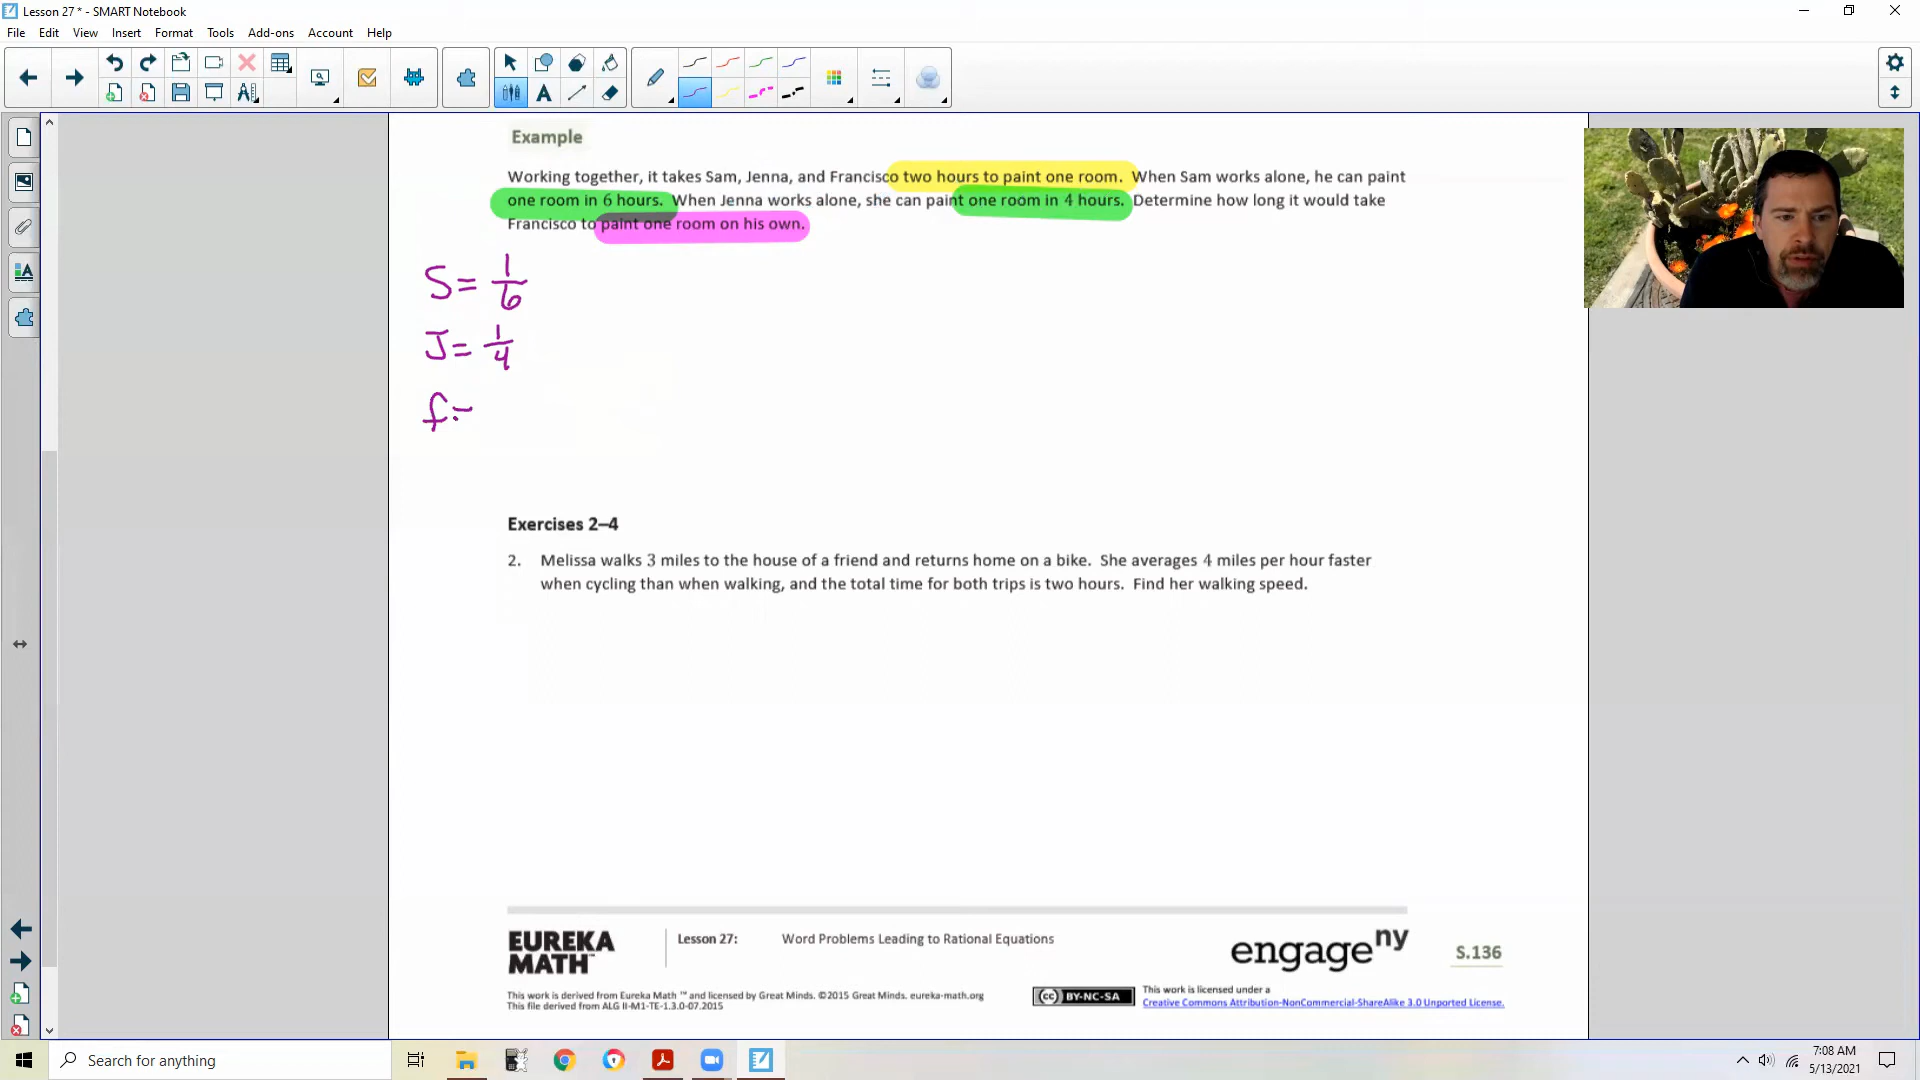 Lesson 27 * - SMART Notebook
File Edit View Insert Format Tools Add-ons Account Help
Example
Working together, it takes Sam, Jenna, and Francisco two hours to paint one room. When Sam works alone, he can paint
one room in 6 hours. When Jenna works alone, she can paint one room in 4 hours. Determine how long it would take
Francisco to paint one room on his own.
S = 1/6
J = 1/4
f =
Exercises 2–4
2. Melissa walks 3 miles to the house of a friend and returns home on a bike. She averages 4 miles per hour faster
when cycling than when walking, and the total time for both trips is two hours. Find her walking speed.
EUREKA
MATH™
Lesson 27: Word Problems Leading to Rational Equations
engage ny
S.136
This work is derived from Eureka Math ™ and licensed by Great Minds. ©2015 Great Minds. eureka-math.org
This file derived from ALG II-M1-TE-1.3.0-07.2015
cc BY-NC-SA
This work is licensed under a
Creative Commons Attribution-NonCommercial-ShareAlike 3.0 Unported License.
Search for anything
7:08 AM
5/13/2021